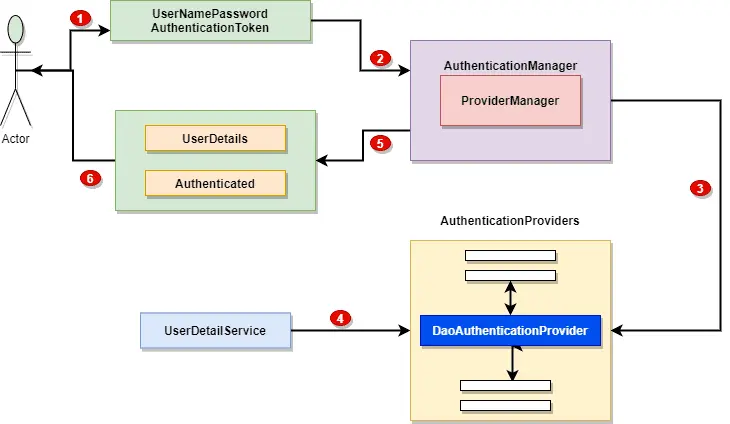 1
UserNamePassword
AuthenticationToken
2
AuthenticationManager
ProviderManager
Actor
UserDetails
5
Authenticated
6
3
AuthenticationProviders
UserDetailService
4
DaoAuthenticationProvider